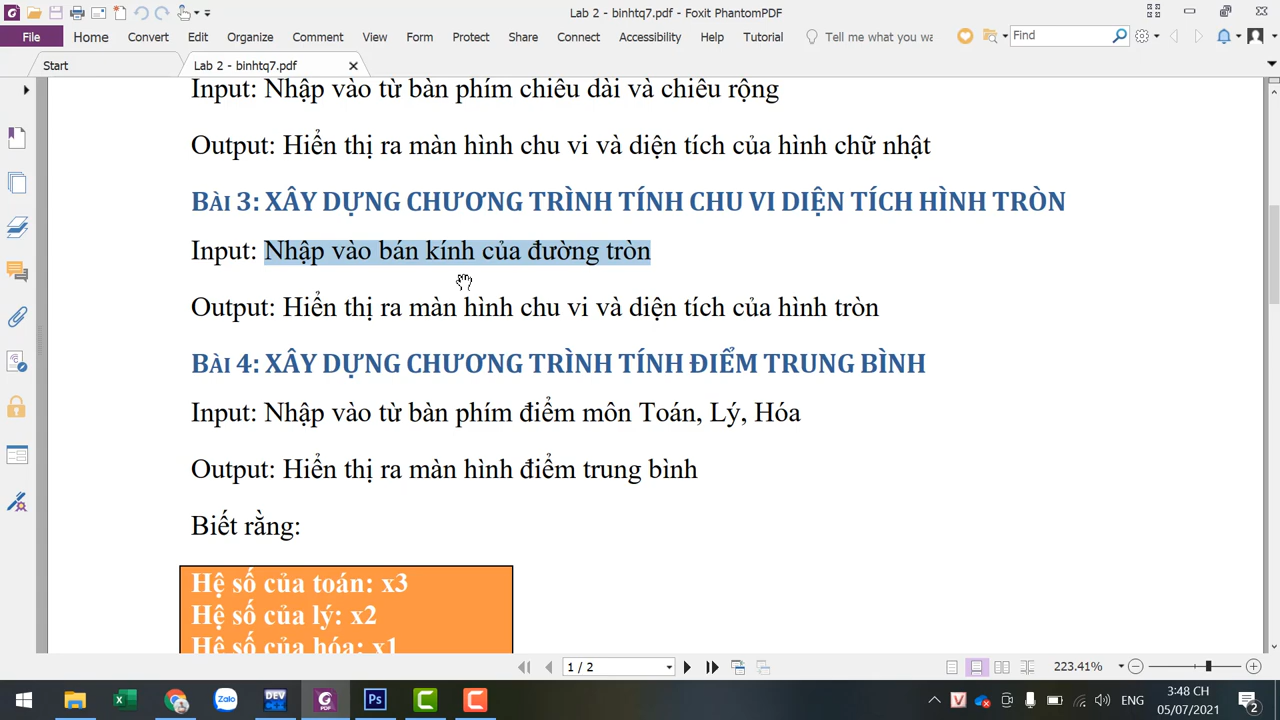 Lab 2 - binhtq7.pdf - Foxit PhantomPDF
File Home Convert Edit Organize Comment View Form Protect Share Connect Accessibility Help Tutorial Tell me what you wa Find
Start Lab 2 - binhtq7.pdf
Input: Nhập vào từ bàn phím chiều dài và chiều rộng
Output: Hiển thị ra màn hình chu vi và diện tích của hình chữ nhật
BÀI 3: XÂY DỰNG CHƯƠNG TRÌNH TÍNH CHU VI DIỆN TÍCH HÌNH TRÒN
Input: Nhập vào bán kính của đường tròn
Output: Hiển thị ra màn hình chu vi và diện tích của hình tròn
BÀI 4: XÂY DỰNG CHƯƠNG TRÌNH TÍNH ĐIỂM TRUNG BÌNH
Input: Nhập vào từ bàn phím điểm môn Toán, Lý, Hóa
Output: Hiển thị ra màn hình điểm trung bình
Biết rằng:
Hệ số của toán: x3
Hệ số của lý: x2
Hệ số của hóa: x1
1 / 2 223.41%
ENG 3:48 CH
05/07/2021